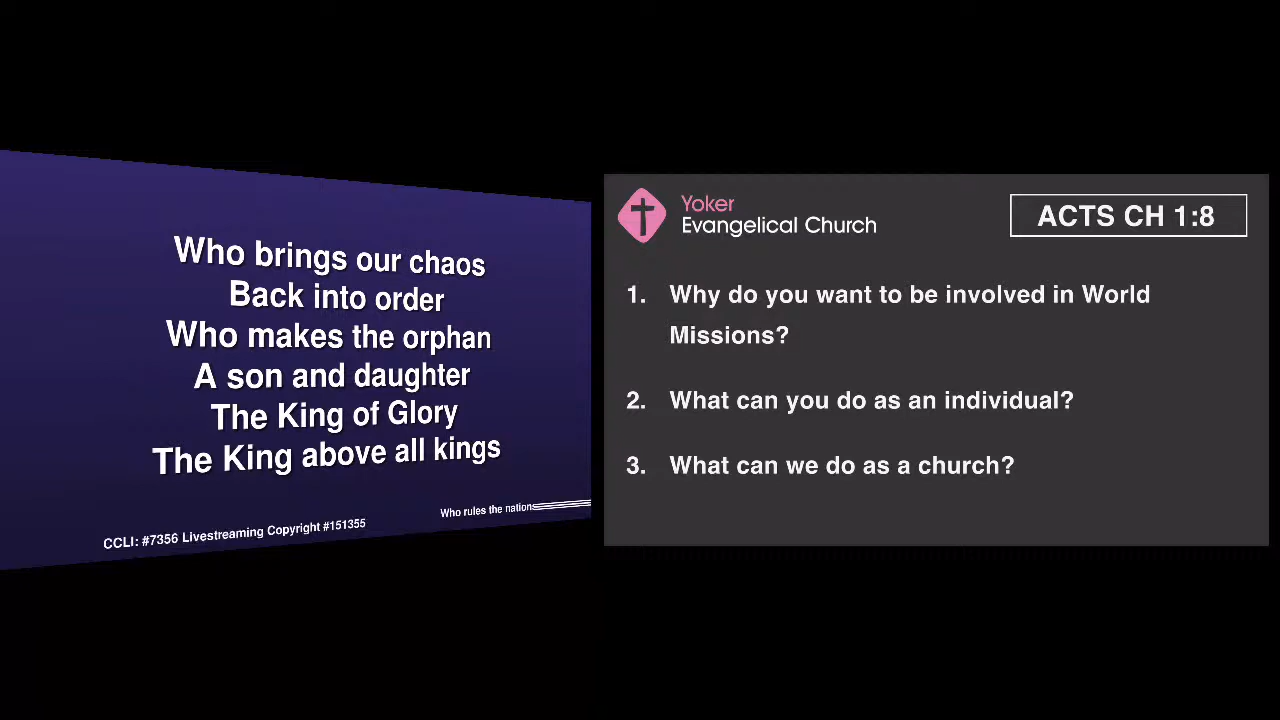 Who brings our chaos
Back into order
Who makes the orphan
A son and daughter
The King of Glory
The King above all kings
Who rules the nation
CCLI: #7356 Livestreaming Copyright #151355
Yoker
Evangelical Church
ACTS CH 1:8
1. Why do you want to be involved in World
Missions?
2. What can you do as an individual?
3. What can we do as a church?